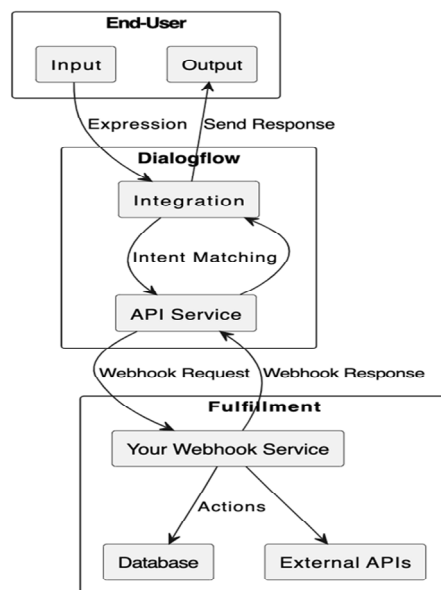 End-User
Input Output
Expression Send Response
Dialogflow
Integration
Intent Matching
API Service
Webhook Request Webhook Response
Fulfillment
Your Webhook Service
Actions
Database External APIs